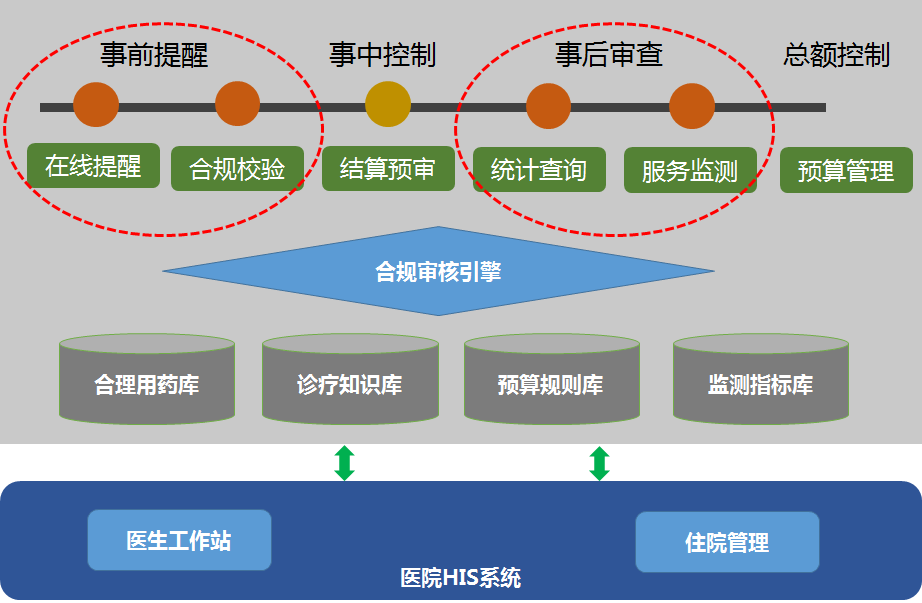 事前提醒
事中控制
事后审查
总额控制
在线提醒
合规校验
结算预审
统计查询
服务监测
预算管理
合规审核引擎
合理用药库
诊疗知识库
预算规则库
监测指标库
医生工作站
住院管理
医院HIS系统